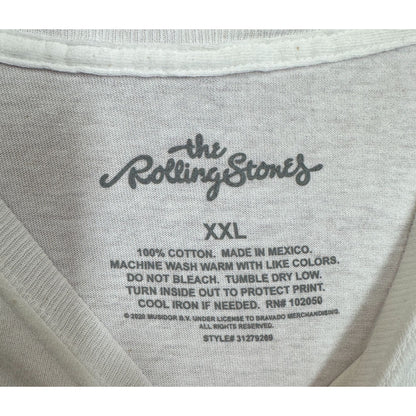 the
Rolling Stones
XXL
100% COTTON. MADE IN MEXICO.
MACHINE WASH WARM WITH LIKE COLORS.
DO NOT BLEACH. TUMBLE DRY LOW.
TURN INSIDE OUT TO PROTECT PRINT.
COOL IRON IF NEEDED. RN# 102050
© 2020 MUSIDOR B.V. UNDER LICENSE TO BRAVADO MERCHANDISING.
ALL RIGHTS RESERVED.
STYLE# 31279269